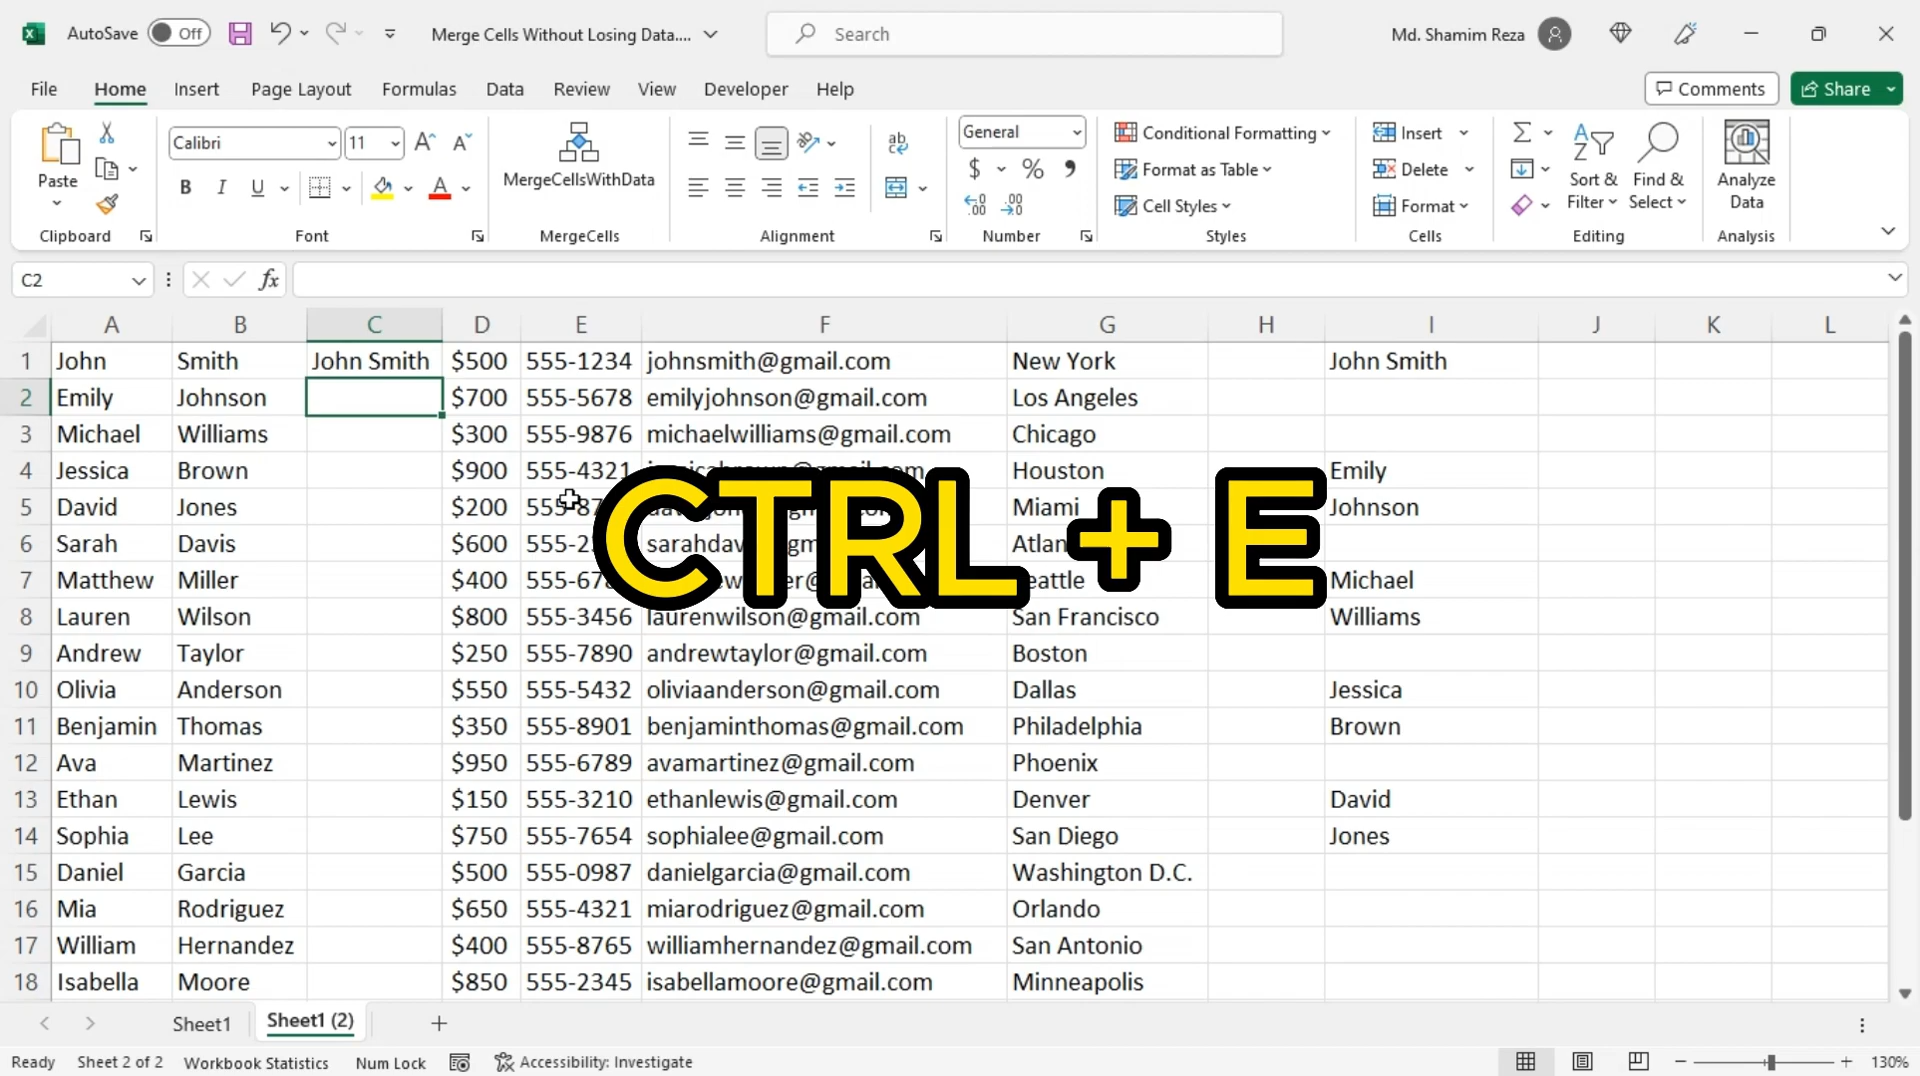 AutoSave Off Merge Cells Without Losing Data.... Search Md. Shamim Reza
File Home Insert Page Layout Formulas Data Developer Review View Help Comments Share
Paste Calibri 11 MergeCellsWithData General Conditional Formatting Format as Table Cell Styles Insert Delete Format Sort & Filter Find & Select Analyze Data
B I U A $ %
Clipboard Font MergeCells Alignment Number Styles Cells Editing Analysis
C2 fx
A B C D E F G H I J K L
1 John Smith John Smith $500 555-1234 johnsmith@gmail.com New York John Smith
2 Emily Johnson $700 555-5678 emilyjohnson@gmail.com Los Angeles
3 Michael Williams $300 555-9876 michaelwilliams@gmail.com Chicago
4 Jessica Brown $900 555-4321 Houston Emily
5 David Jones $200 Miami Johnson
6 Sarah Davis $600
7 Matthew Miller $400 Michael
CTRL + E
8 Lauren Wilson $800 555-3456 laurenwilson@gmail.com San Francisco Williams
9 Andrew Taylor $250 555-7890 andrewtaylor@gmail.com Boston
10 Olivia Anderson $550 555-5432 oliviaanderson@gmail.com Dallas Jessica
11 Benjamin Thomas $350 555-8901 benjaminthomas@gmail.com Philadelphia Brown
12 Ava Martinez $950 555-6789 avamartinez@gmail.com Phoenix
13 Ethan Lewis $150 555-3210 ethanlewis@gmail.com Denver David
14 Sophia Lee $750 555-7654 sophialee@gmail.com San Diego Jones
15 Daniel Garcia $500 555-0987 danielgarcia@gmail.com Washington D.C.
16 Mia Rodriguez $650 555-4321 miarodriguez@gmail.com Orlando
17 William Hernandez $400 555-8765 williamhernandez@gmail.com San Antonio
18 Isabella Moore $850 555-2345 isabellamoore@gmail.com Minneapolis
Sheet1 Sheet1 (2)
Ready Sheet 2 of 2 Workbook Statistics Num Lock Accessibility: Investigate 130%